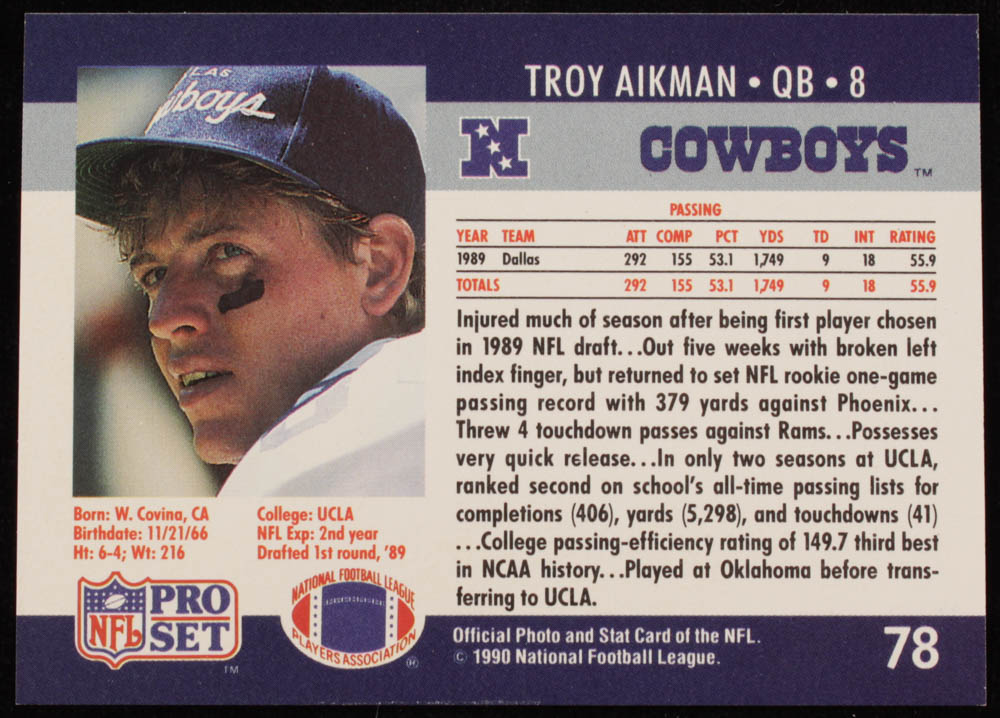 LAS
wboys
TROY AIKMAN • QB • 8
N
COWBOYS™
PASSING
YEAR TEAM ATT COMP PCT YDS TD INT RATING
1989 Dallas 292 155 53.1 1,749 9 18 55.9
TOTALS 292 155 53.1 1,749 9 18 55.9
Injured much of season after being first player chosen
in 1989 NFL draft...Out five weeks with broken left
index finger, but returned to set NFL rookie one-game
passing record with 379 yards against Phoenix...
Threw 4 touchdown passes against Rams...Possesses
very quick release...In only two seasons at UCLA,
ranked second on school's all-time passing lists for
completions (406), yards (5,298), and touchdowns (41)
...College passing-efficiency rating of 149.7 third best
in NCAA history...Played at Oklahoma before trans-
ferring to UCLA.
Born: W. Covina, CA
Birthdate: 11/21/66
Ht: 6-4; Wt: 216
College: UCLA
NFL Exp: 2nd year
Drafted 1st round, '89
NFL
PRO
SET
™
NATIONAL FOOTBALL LEAGUE
PLAYERS ASSOCIATION
®
Official Photo and Stat Card of the NFL.
© 1990 National Football League.
78